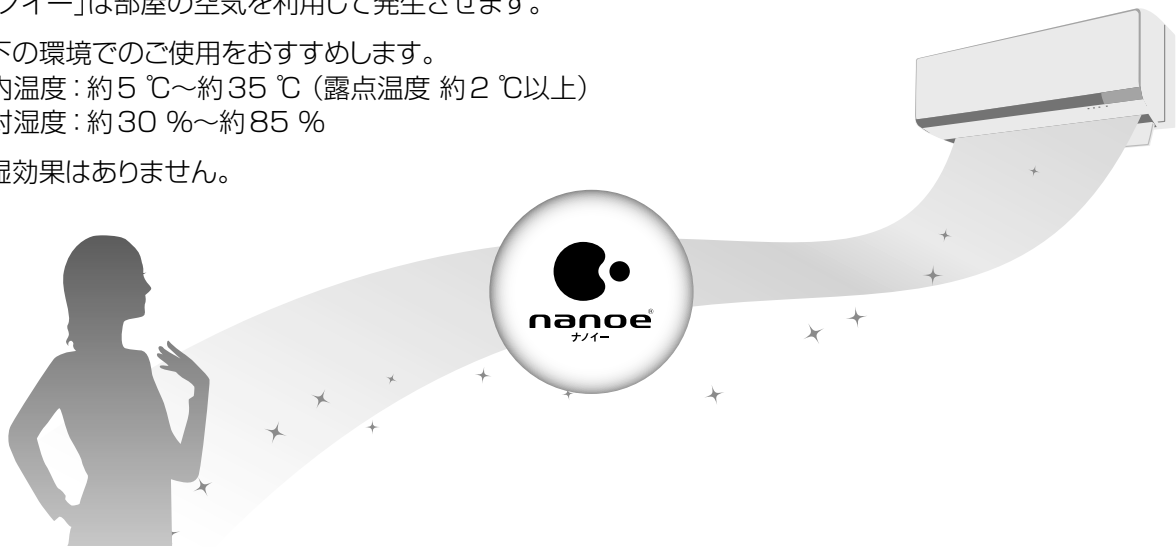 ノイー」は部屋の空気を利用して発生させます。
下の環境でのご使用をおすすめします。
内温度：約5 ℃～約35 ℃（露点温度 約2 ℃以上）
対湿度：約30 %～約85 %
湿効果はありません。
nanoe®
ナノイー